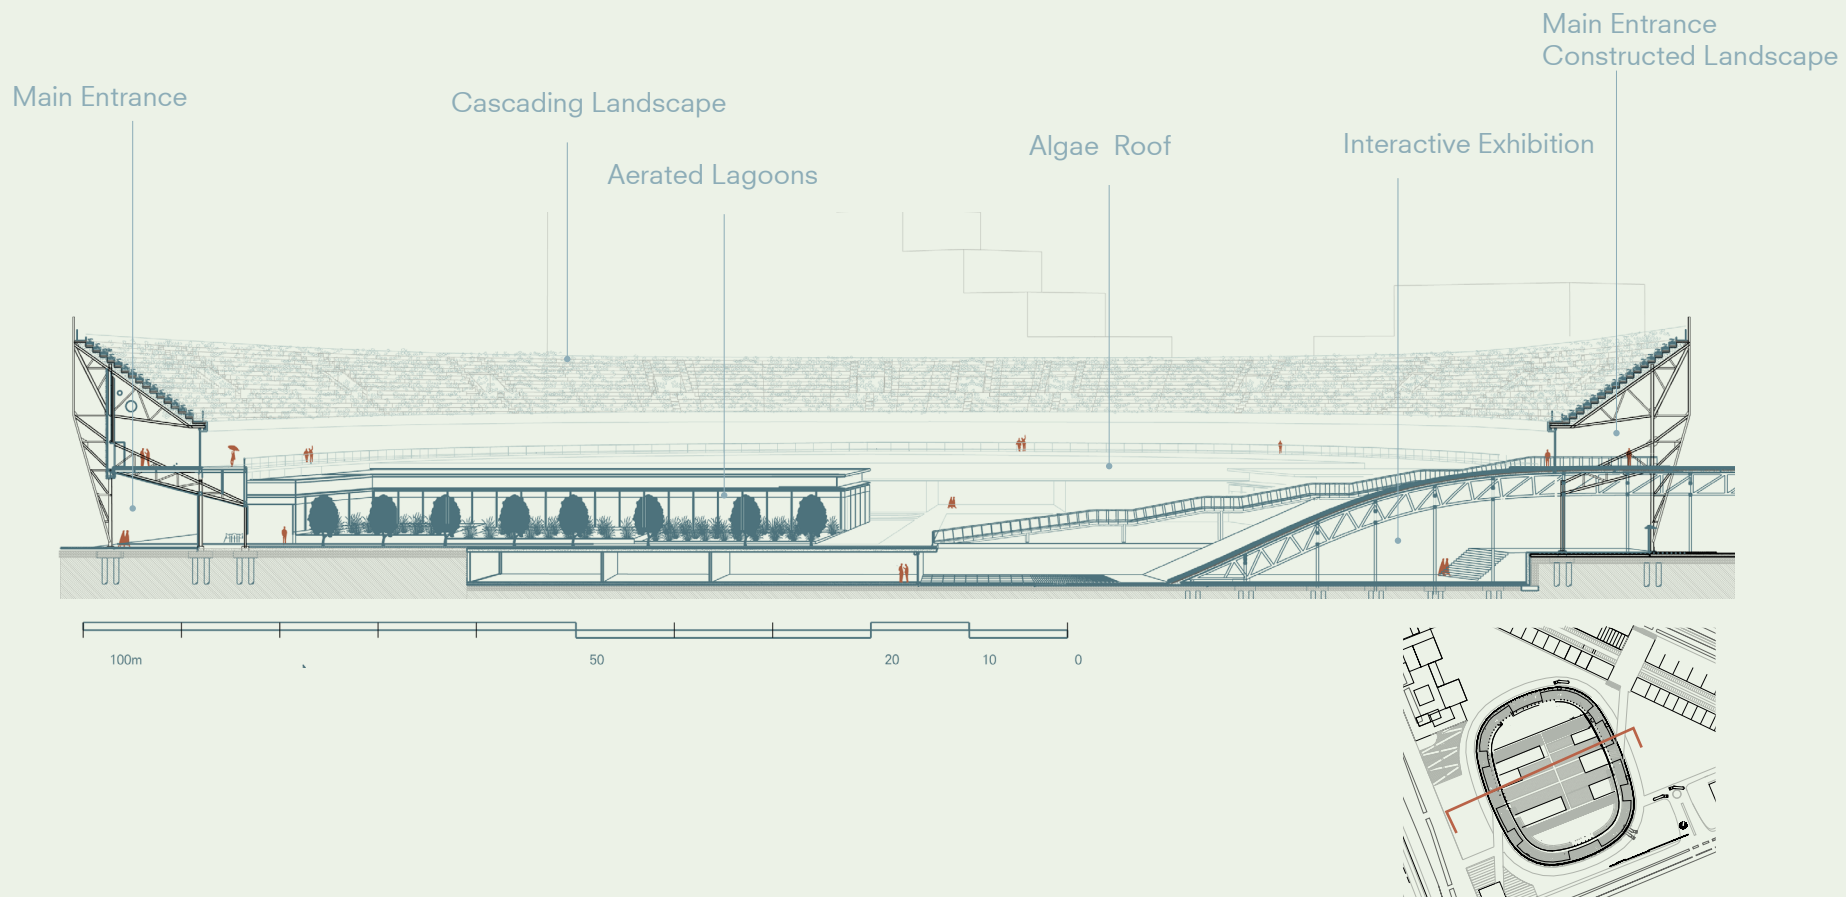 Main Entrance
Constructed Landscape
Main Entrance
Cascading Landscape
Algae Roof
Interactive Exhibition
Aerated Lagoons
100m
50
20
10
0